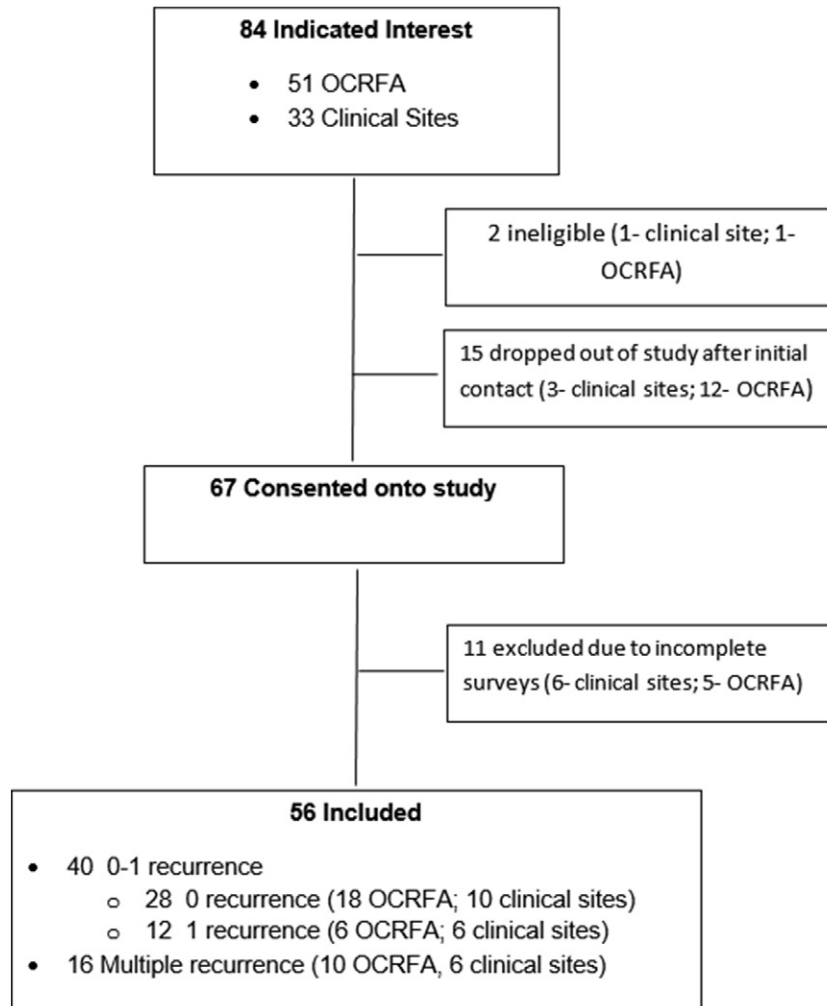 84 Indicated Interest
• 51 OCRFA
• 33 Clinical Sites
2 ineligible (1- clinical site; 1-
OCRFA)
15 dropped out of study after initial
contact (3- clinical sites; 12- OCRFA)
67 Consented onto study
11 excluded due to incomplete
surveys (6- clinical sites; 5- OCRFA)
56 Included
• 40 0-1 recurrence
o 28 0 recurrence (18 OCRFA; 10 clinical sites)
o 12 1 recurrence (6 OCRFA; 6 clinical sites)
• 16 Multiple recurrence (10 OCRFA, 6 clinical sites)